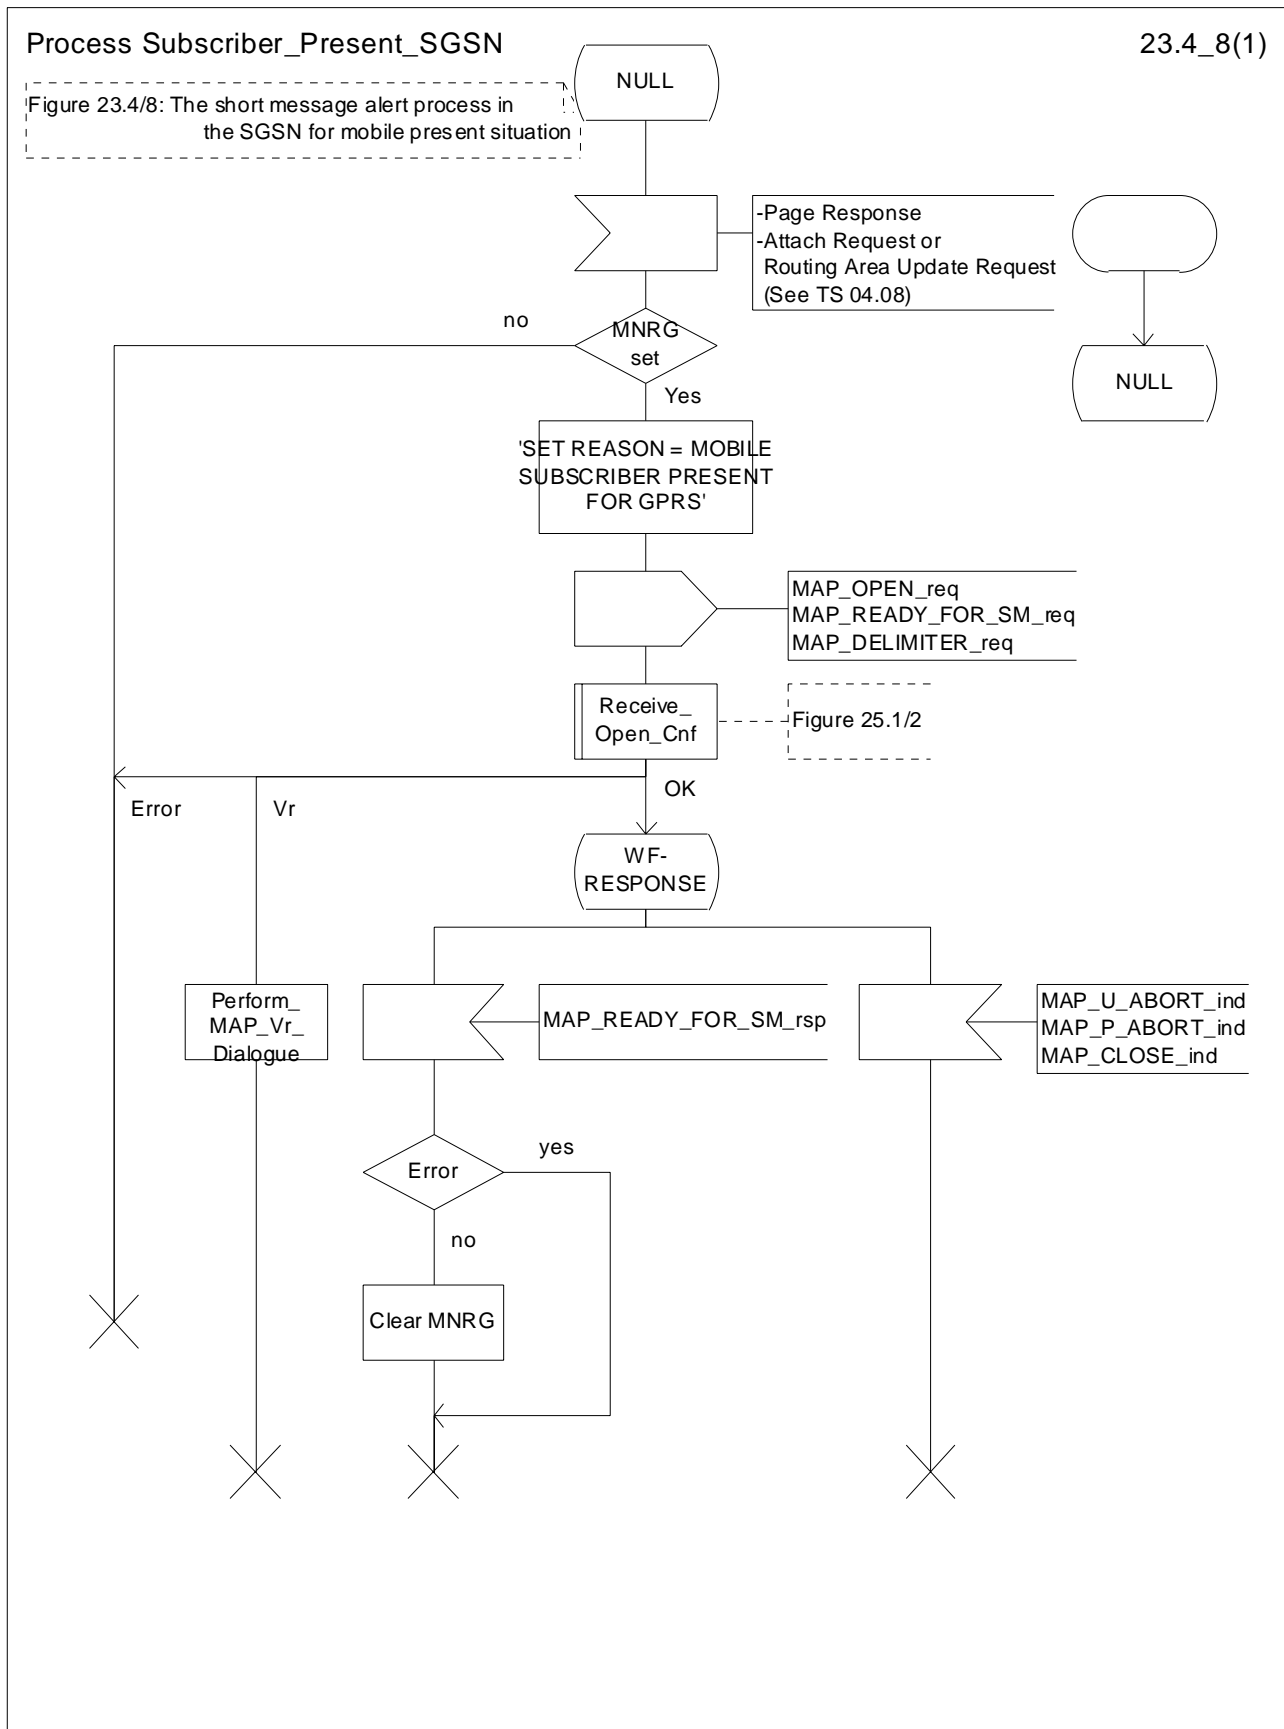 Process Subscriber_Present_SGSN
23.4_8(1)
Figure 23.4/8: The short message alert process in
the SGSN for mobile present situation
NULL
-Page Response
-Attach Request or
Routing Area Update Request
(See TS 04.08)
NULL
no
MNRG
set
Yes
'SET REASON = MOBILE
SUBSCRIBER PRESENT
FOR GPRS'
MAP_OPEN_req
MAP_READY_FOR_SM_req
MAP_DELIMITER_req
Receive_
Open_Cnf
Figure 25.1/2
Error
Vr
OK
WF-
RESPONSE
Perform_
MAP_Vr_
Dialogue
MAP_READY_FOR_SM_rsp
MAP_U_ABORT_ind
MAP_P_ABORT_ind
MAP_CLOSE_ind
Error
yes
no
Clear MNRG